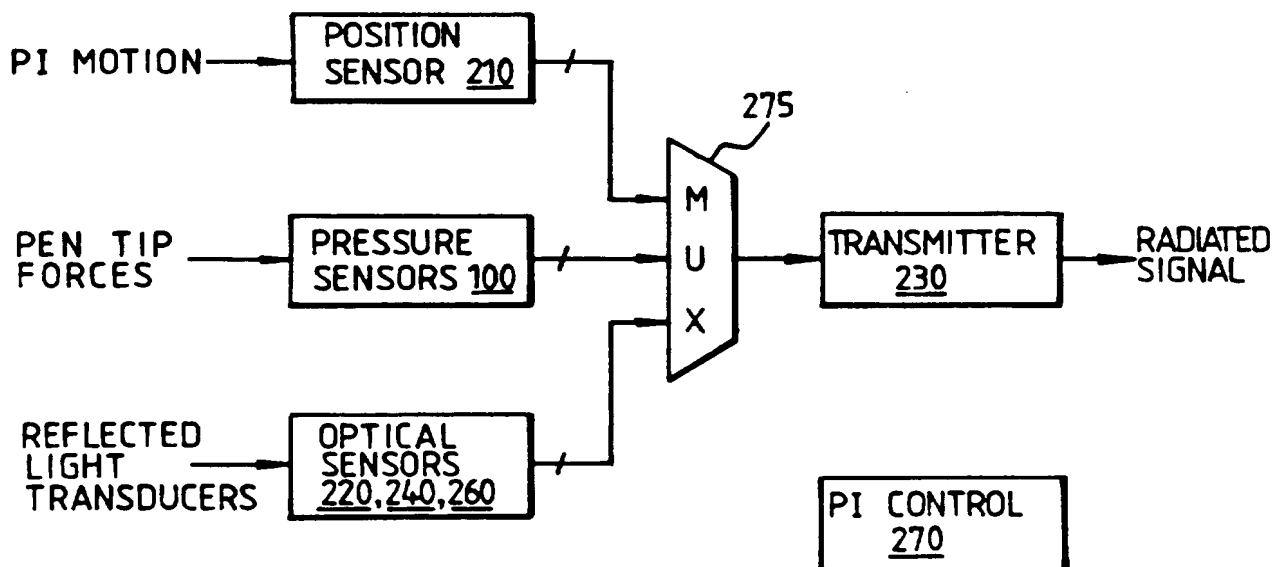 PI MOTION
POSITION
SENSOR 210
275
PEN TIP
FORCES
PRESSURE
SENSORS 100
M
U
X
TRANSMITTER
230
RADIATED
SIGNAL
REFLECTED
LIGHT
TRANSDUCERS
OPTICAL
SENSORS
220, 240, 260
PI CONTROL
270